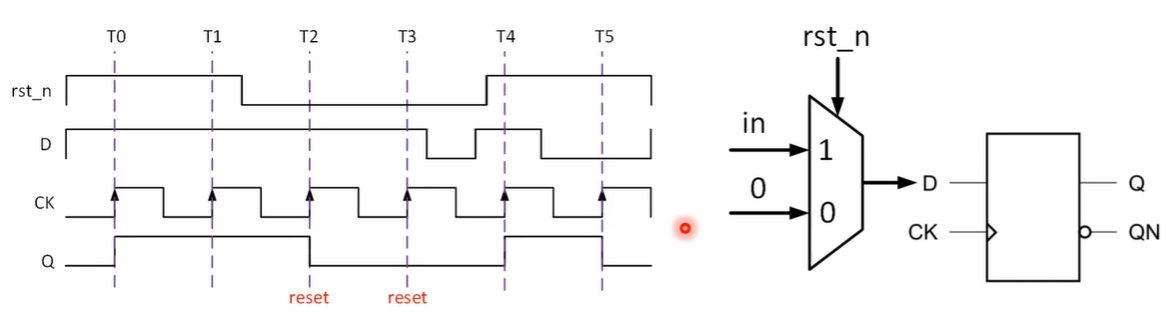 T0 T1 T2 T3 T4 T5
rst_n
D
CK
Q
reset reset
rst_n
in
1
0
0
D
Q
CK
QN